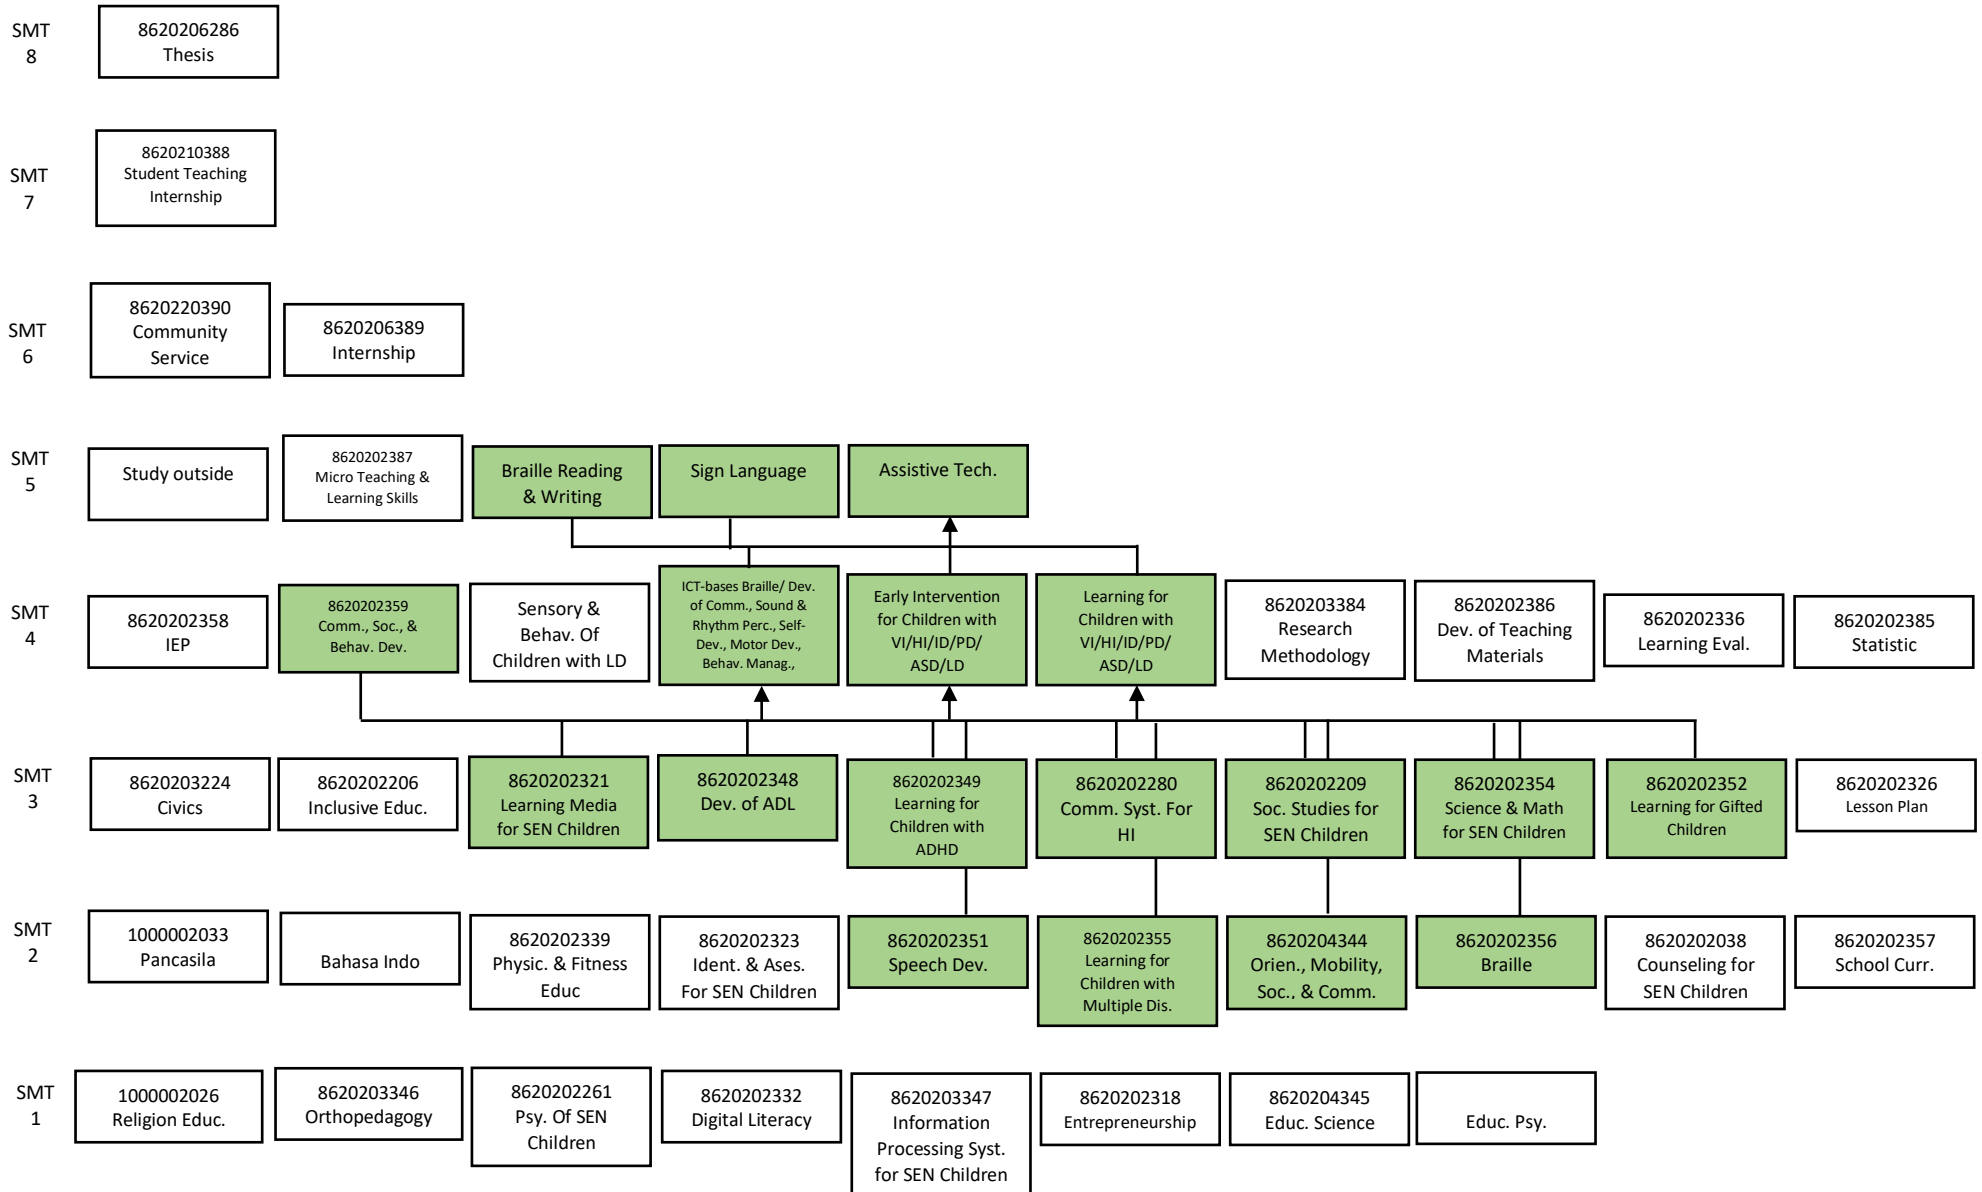 SMT
8
8620206286
Thesis
SMT
7
8620210388
Student Teaching
Internship
SMT
6
8620220390
Community
Service
8620206389
Internship
SMT
5
Study outside
8620202387
Micro Teaching &
Learning Skills
Braille Reading
& Writing
Sign Language
Assistive Tech.
SMT
4
8620202358
IEP
8620202359
Comm., Soc., &
Behav. Dev.
Sensory &
Behav. Of
Children with LD
ICT-bases Braille/ Dev.
of Comm., Sound &
Rhythm Perc., Self-
Dev., Motor Dev.,
Behav. Manag.,
Early Intervention
for Children with
VI/HI/ID/PD/
ASD/LD
Learning for
Children with
VI/HI/ID/PD/
ASD/LD
8620203384
Research
Methodology
8620202386
Dev. of Teaching
Materials
8620202336
Learning Eval.
8620202385
Statistic
SMT
3
8620203224
Civics
8620202206
Inclusive Educ.
8620202321
Learning Media
for SEN Children
8620202348
Dev. of ADL
8620202349
Learning for
Children with
ADHD
8620202280
Comm. Syst. For
HI
8620202209
Soc. Studies for
SEN Children
8620202354
Science & Math
for SEN Children
8620202352
Learning for Gifted
Children
8620202326
Lesson Plan
SMT
2
1000002033
Pancasila
Bahasa Indo
8620202339
Physic. & Fitness
Educ
8620202323
Ident. & Ases.
For SEN Children
8620202351
Speech Dev.
8620202355
Learning for
Children with
Multiple Dis.
8620204344
Orien., Mobility,
Soc., & Comm.
8620202356
Braille
8620202038
Counseling for
SEN Children
8620202357
School Curr.
SMT
1
1000002026
Religion Educ.
8620203346
Orthopedagogy
8620202261
Psy. Of SEN
Children
8620202332
Digital Literacy
8620203347
Information
Processing Syst.
for SEN Children
8620202318
Entrepreneurship
8620204345
Educ. Science
Educ. Psy.